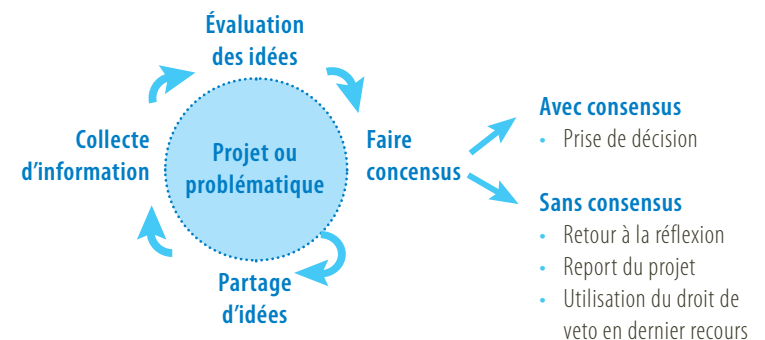 Évaluation
des idées
Collecte
d'information
Projet ou
problématique
Faire
concensus
Partage
d'idées
Avec consensus
• Prise de décision
Sans consensus
• Retour à la réflexion
• Report du projet
• Utilisation du droit de
veto en dernier recours